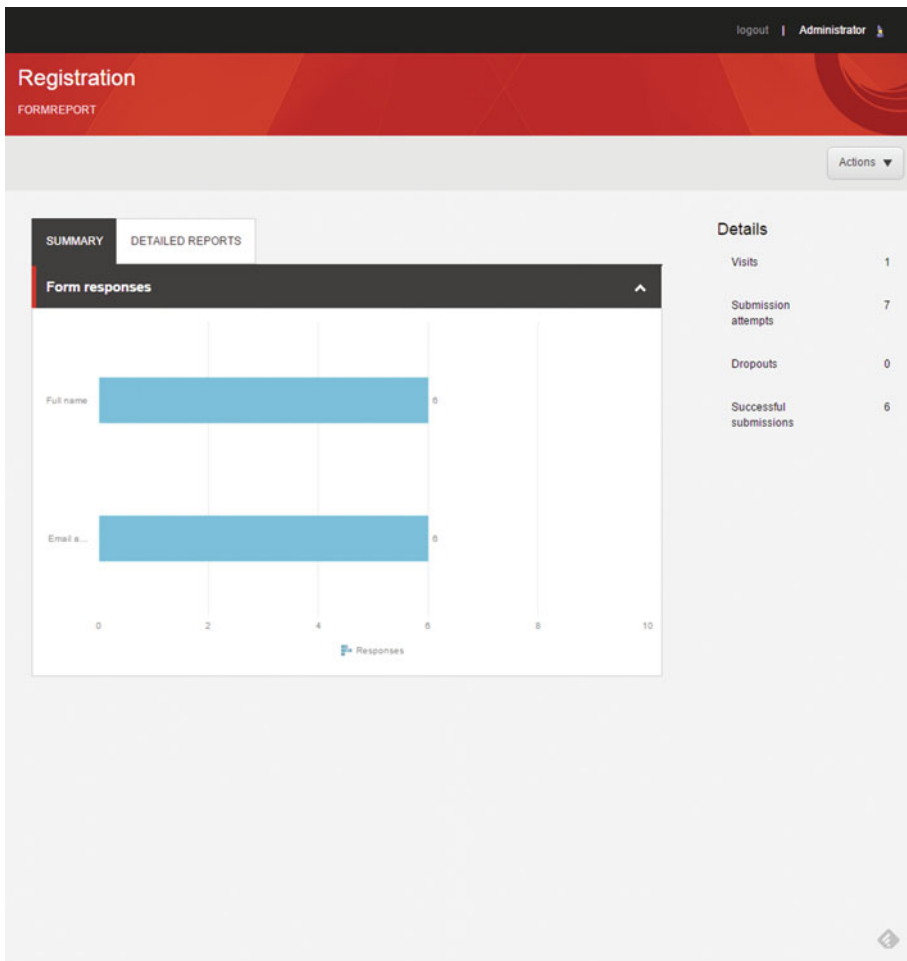 logout | Administrator
Registration
FORMREPORT
Actions
SUMMARY DETAILED REPORTS
Form responses
Full name 6
Email a... 6
0 2 4 6 8 10
Responses
Details
Visits 1
Submission 7
attempts
Dropouts 0
Successful 6
submissions